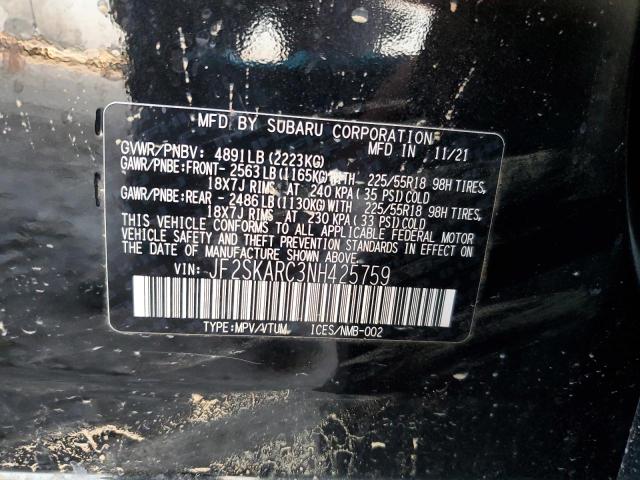 MFD BY SUBARU CORPORATION
MFD IN 11/21
GVWR/PNBV: 4891LB (2223KG)
GAWR/PNBE:FRONT- 2563LB(1165KG)WITH 225/55R18 98H TIRES,
18X7J RIMS AT 240 KPA ( 35 PSI) COLD
GAWR/PNBE:REAR - 2486LB(1130KG)WITH 225/55R18 98H TIRES,
18X7J RIMS AT 230 KPA ( 33 PSI) COLD
THIS VEHICLE CONFORMS TO ALL APPLICABLE FEDERAL MOTOR
VEHICLE SAFETY AND THEFT PREVENTION STANDARDS IN EFFECT ON
THE DATE OF MANUFACTURE SHOWN ABOVE.
VIN: JF2SKARC3NH425759
TYPE:MPV/VTUM ICES/NMB-002